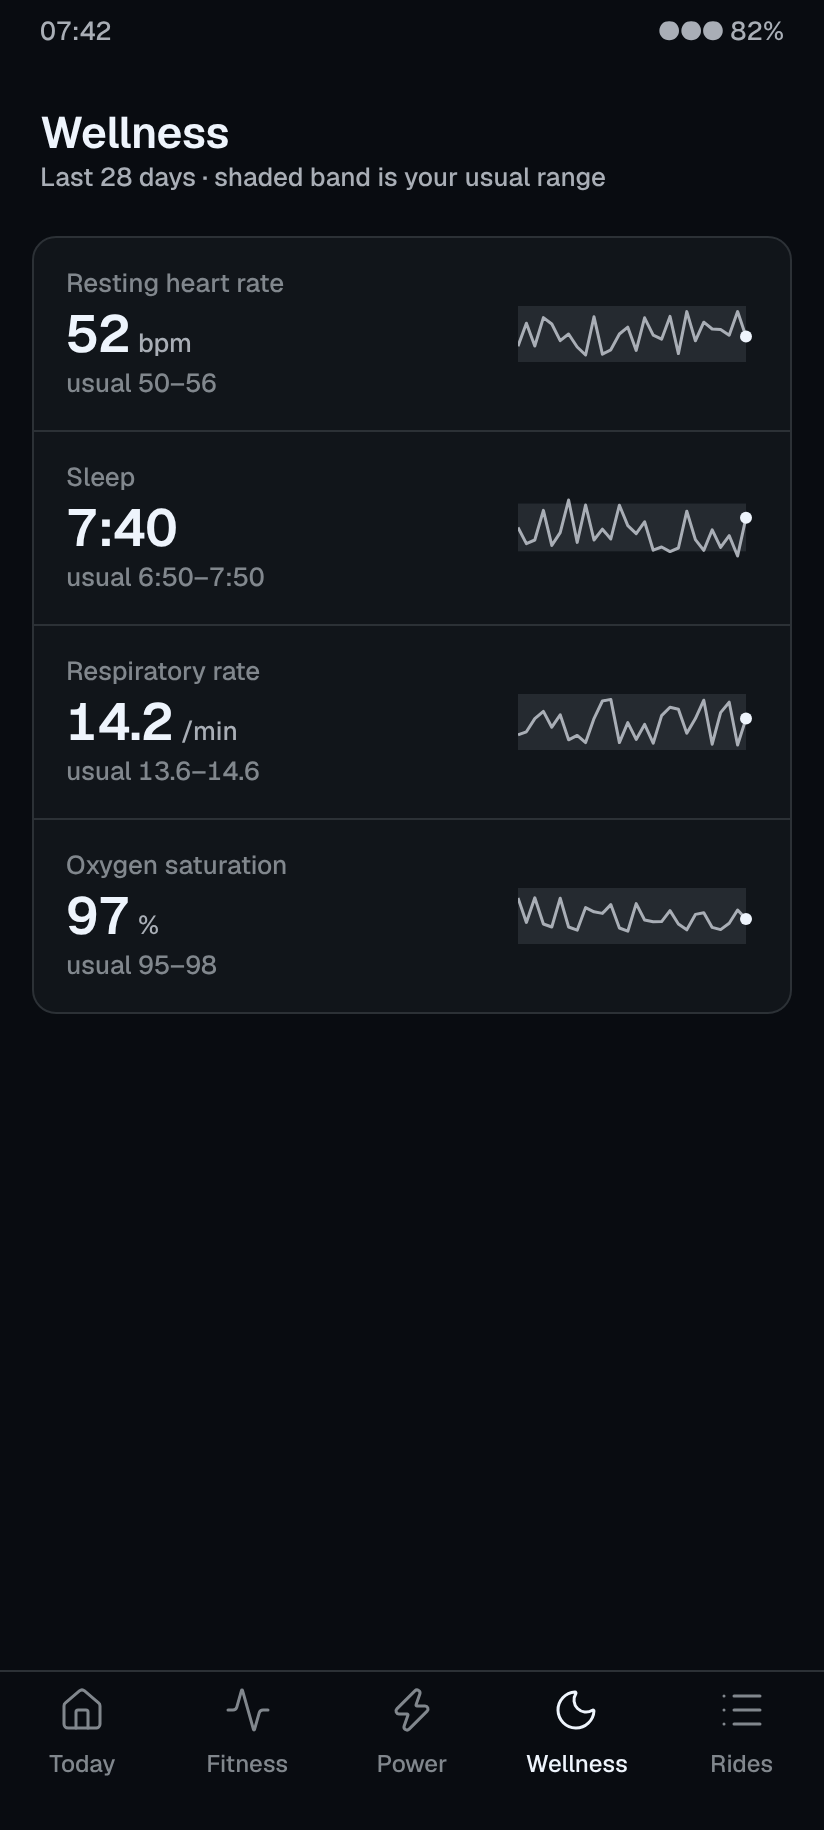 07:42
82%
Wellness
Last 28 days · shaded band is your usual range
Resting heart rate
52 bpm
usual 50–56
Sleep
7:40
usual 6:50–7:50
Respiratory rate
14.2 /min
usual 13.6–14.6
Oxygen saturation
97 %
usual 95–98
Today
Fitness
Power
Wellness
Rides